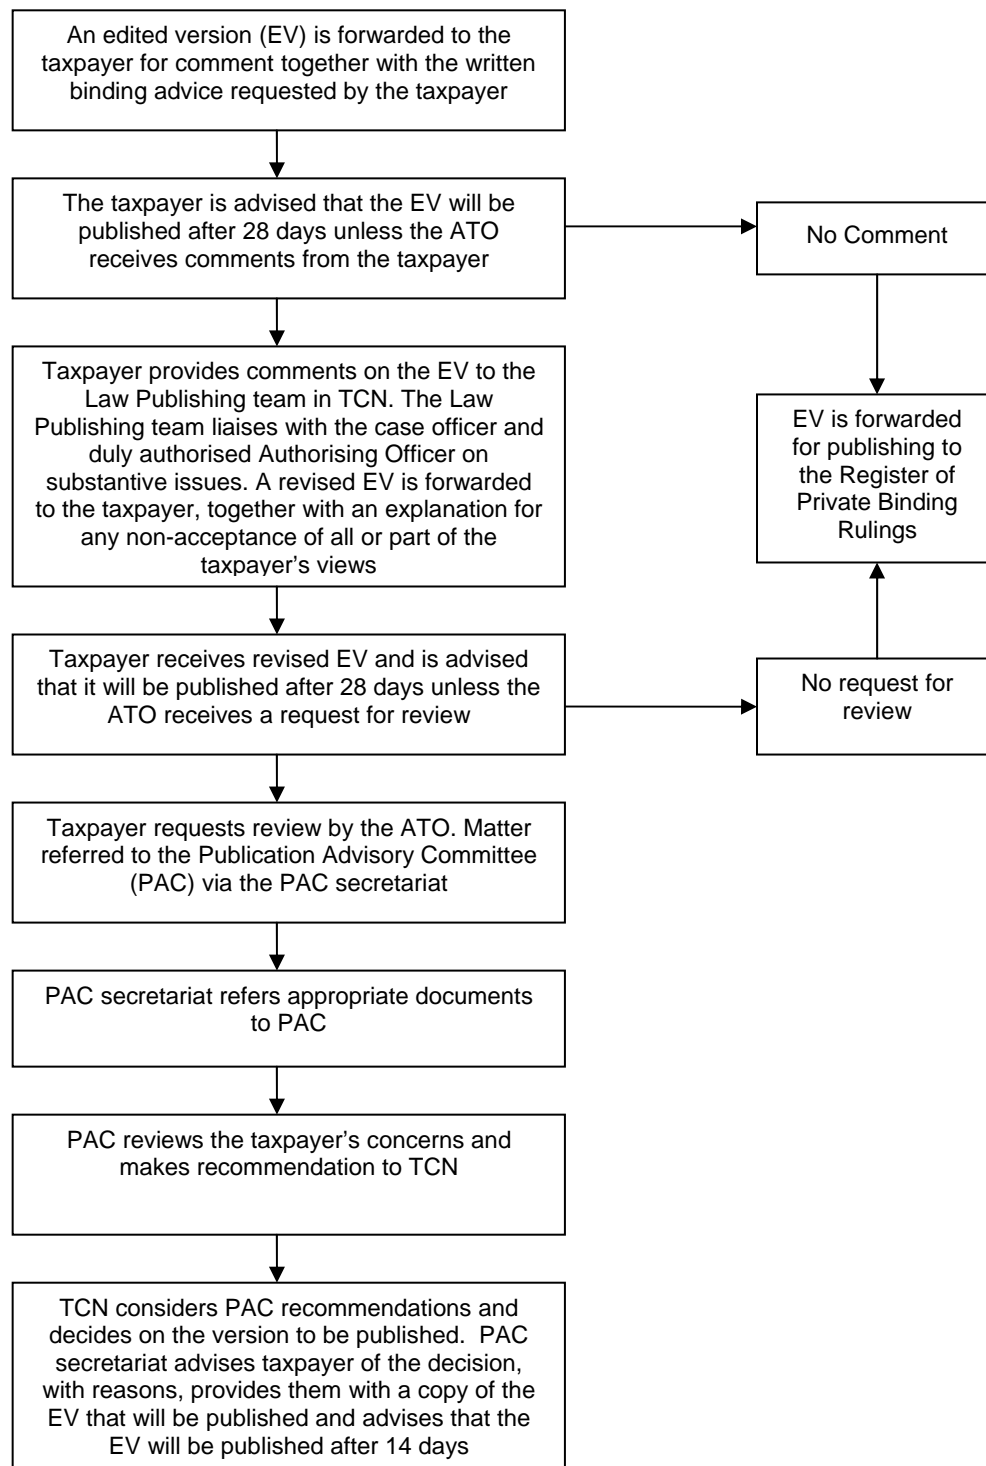 An edited version (EV) is forwarded to the
taxpayer for comment together with the written
binding advice requested by the taxpayer
The taxpayer is advised that the EV will be
published after 28 days unless the ATO
receives comments from the taxpayer
No Comment
Taxpayer provides comments on the EV to the
Law Publishing team in TCN. The Law
Publishing team liaises with the case officer and
duly authorised Authorising Officer on
substantive issues. A revised EV is forwarded
to the taxpayer, together with an explanation for
any non-acceptance of all or part of the
taxpayer’s views
EV is forwarded
for publishing to
the Register of
Private Binding
Rulings
Taxpayer receives revised EV and is advised
that it will be published after 28 days unless the
ATO receives a request for review
No request for
review
Taxpayer requests review by the ATO. Matter
referred to the Publication Advisory Committee
(PAC) via the PAC secretariat
PAC secretariat refers appropriate documents
to PAC
PAC reviews the taxpayer’s concerns and
makes recommendation to TCN
TCN considers PAC recommendations and
decides on the version to be published.  PAC
secretariat advises taxpayer of the decision,
with reasons, provides them with a copy of the
EV that will be published and advises that the
EV will be published after 14 days